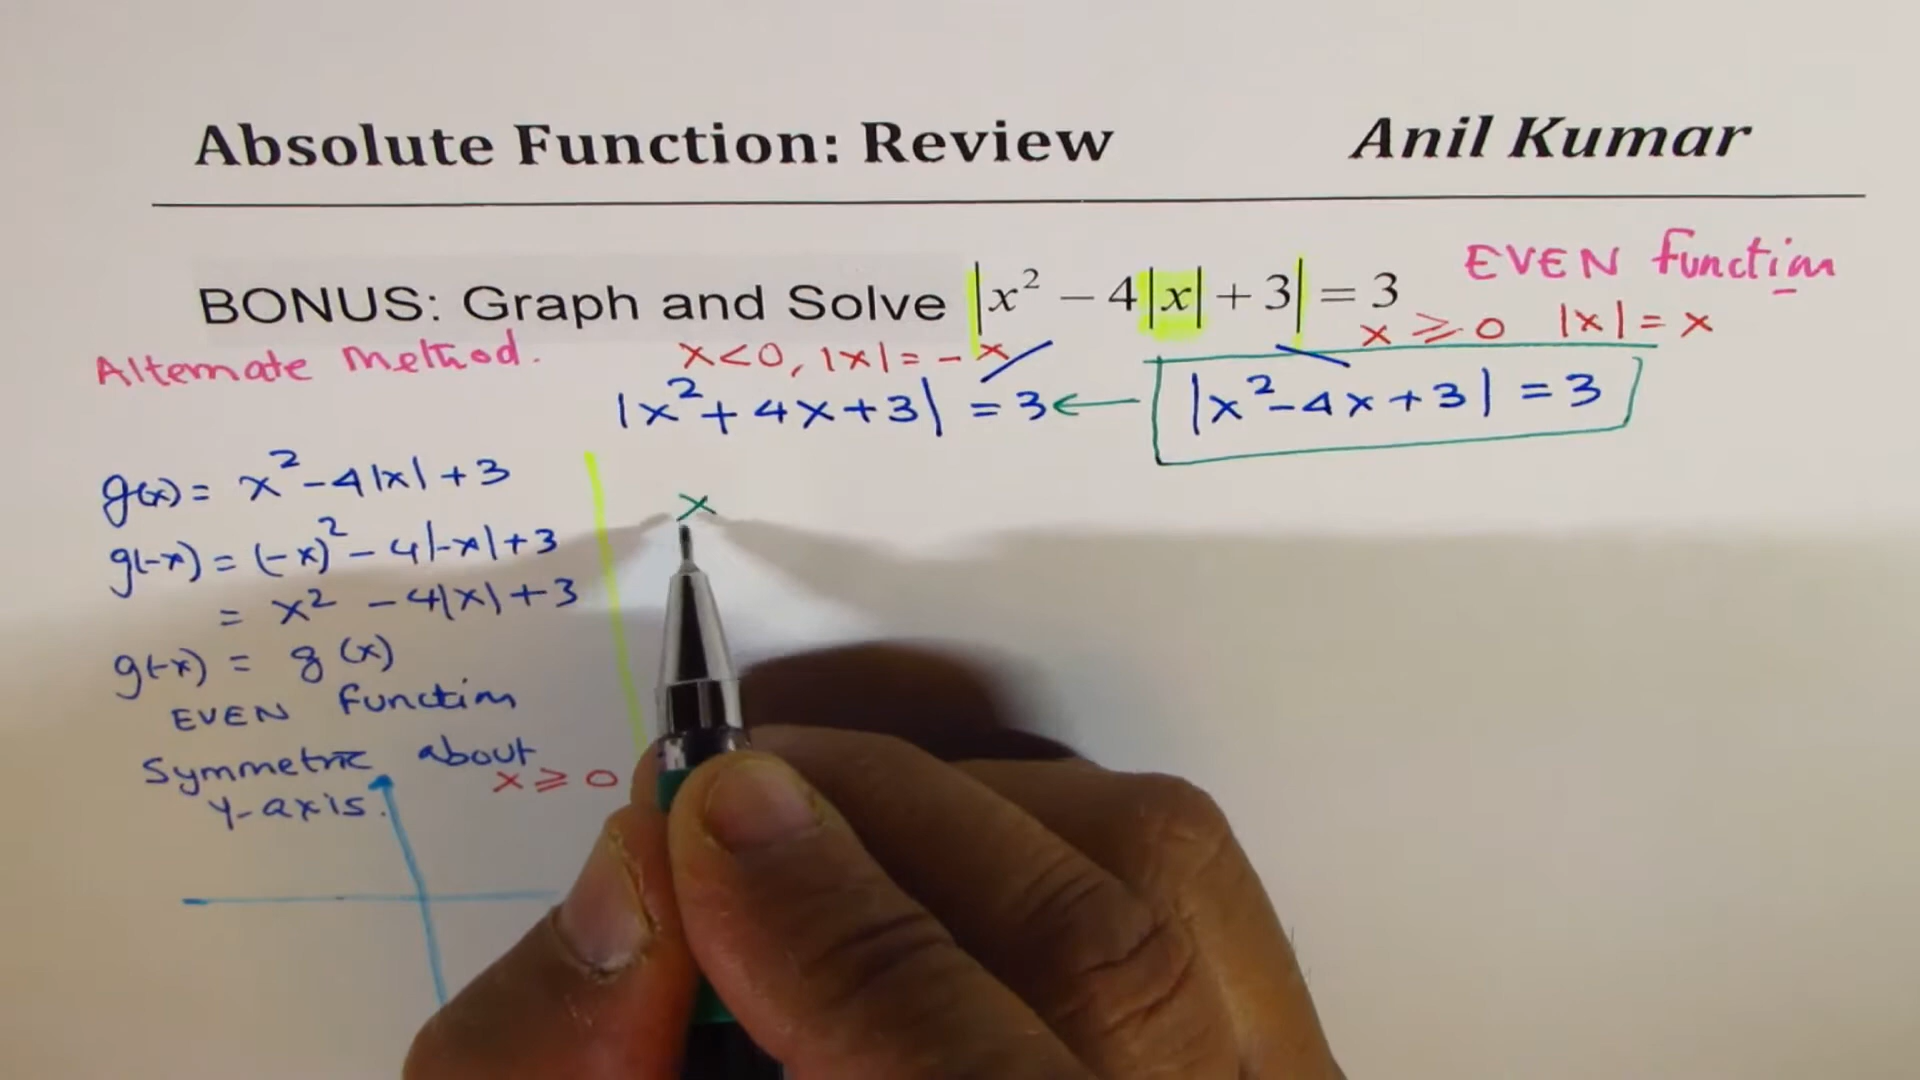 Absolute Function: Review Anil Kumar
BONUS: Graph and Solve |x² – 4|x| + 3| = 3 EVEN Function
Alternate Method. x<0, |x| = -x x ⩾ 0 |x| = x
|x²+ 4x+3| = 3 ← |x²-4x+3| = 3
g(x) = x² -4|x| +3
g(-x) = (-x)² - 4|-x|+3
= x² -4|x|+3
g(-x) = g(x)
EVEN Function
Symmetric about
Y-axis.
x ⩾ 0
x